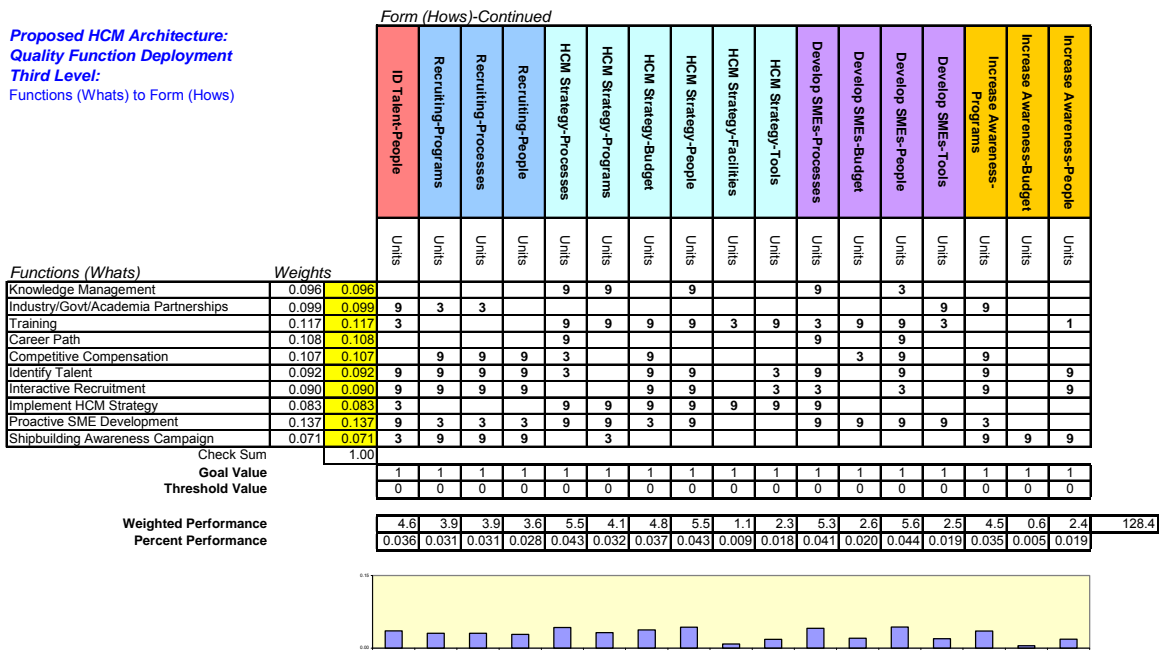 Form (Hows)-Continued
Proposed HCM Architecture:
Quality Function Deployment
Third Level:
Functions (Whats) to Form (Hows)
ID Talent-People
Recruiting-Programs
Recruiting-Processes
Recruiting-People
HCM Strategy-Processes
HCM Strategy-Programs
HCM Strategy-Budget
HCM Strategy-People
HCM Strategy-Facilities
HCM Strategy-Tools
Develop SMEs-Processes
Develop SMEs-Budget
Develop SMEs-People
Develop SMEs-Tools
Increase Awareness-
Programs
Increase Awareness-Budget
Increase Awareness-People
Units Units Units Units Units Units Units Units Units Units Units Units Units Units Units Units Units
Functions (Whats) Weights
Knowledge Management 0.096 0.096 9 9 9 9 3
Industry/Govt/Academia Partnerships 0.099 0.099 9 3 3 9 9
Training 0.117 0.117 3 9 9 9 9 3 9 3 9 9 3 1
Career Path 0.108 0.108 9 9 9
Competitive Compensation 0.107 0.107 9 9 9 3 9 3 9 9
Identify Talent 0.092 0.092 9 9 9 9 3 9 9 3 9 9 9 9
Interactive Recruitment 0.090 0.090 9 9 9 9 9 9 3 3 3 9 9
Implement HCM Strategy 0.083 0.083 3 9 9 9 9 9 9 9
Proactive SME Development 0.137 0.137 9 3 3 3 9 9 3 9 9 9 9 9 3
Shipbuilding Awareness Campaign 0.071 0.071 3 9 9 9 3 9 9 9
Check Sum 1.00
Goal Value 1 1 1 1 1 1 1 1 1 1 1 1 1 1 1 1 1
Threshold Value 0 0 0 0 0 0 0 0 0 0 0 0 0 0 0 0 0
Weighted Performance 4.6 3.9 3.9 3.6 5.5 4.1 4.8 5.5 1.1 2.3 5.3 2.6 5.6 2.5 4.5 0.6 2.4 128.4
Percent Performance 0.036 0.031 0.031 0.028 0.043 0.032 0.037 0.043 0.009 0.018 0.041 0.020 0.044 0.019 0.035 0.005 0.019
0.15
0.00